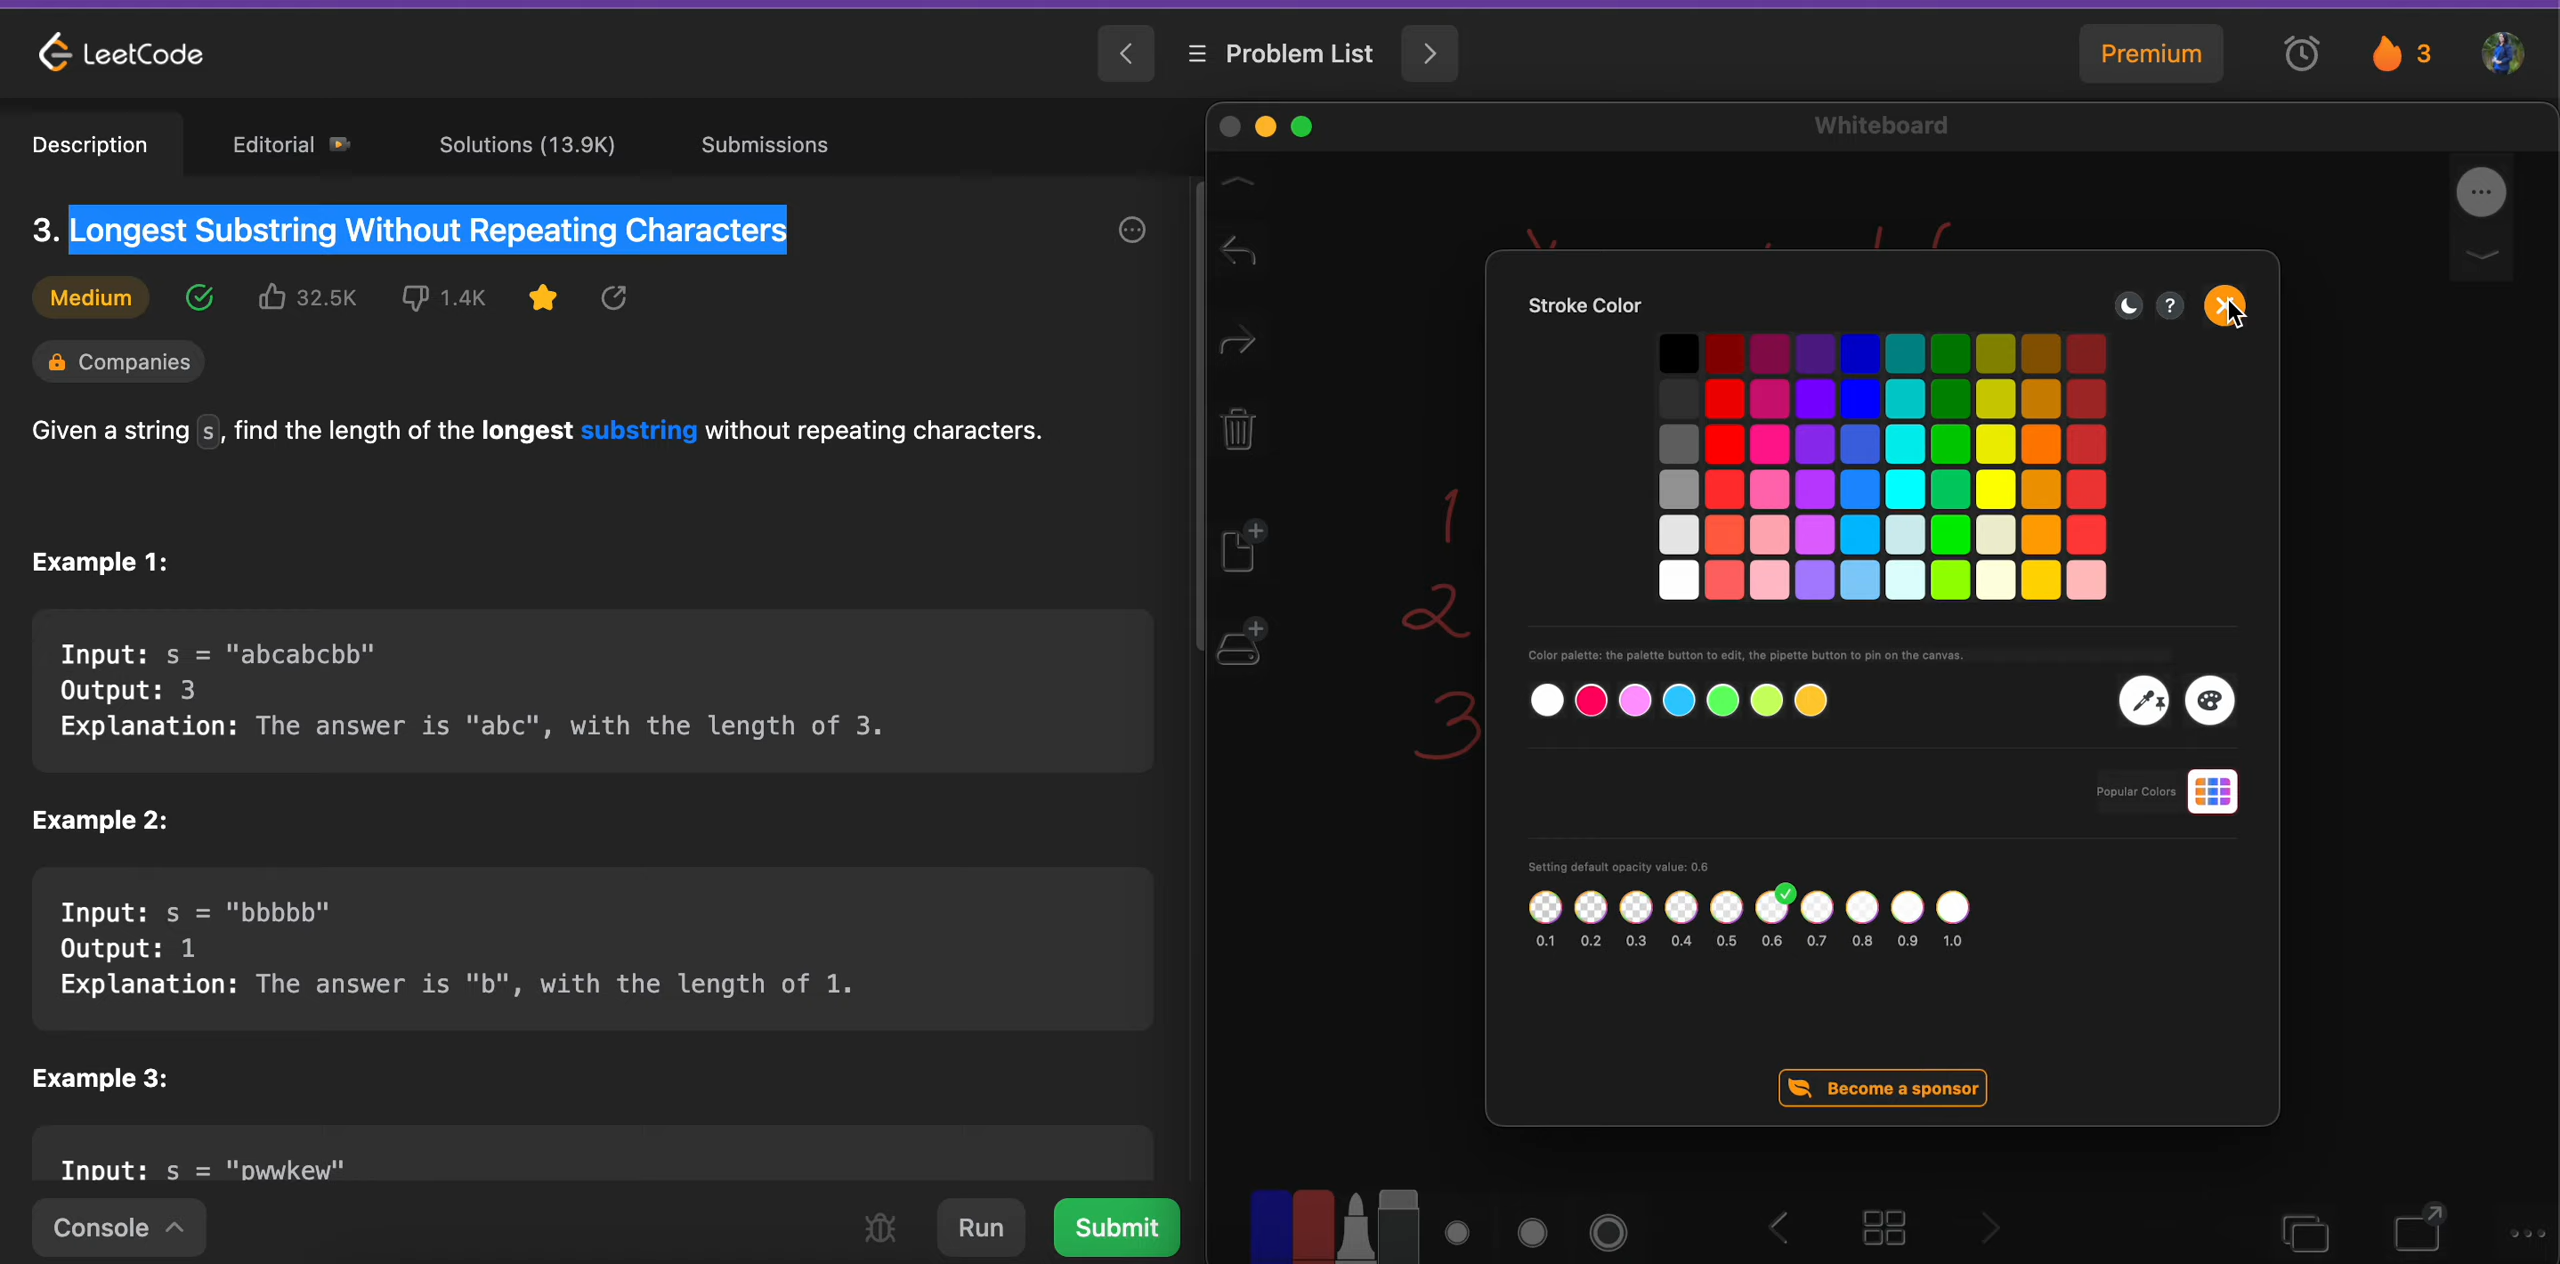 LeetCode
Problem List
Premium
3
Description
Editorial
Solutions (13.9K)
Submissions
3. Longest Substring Without Repeating Characters
Medium
32.5K
1.4K
Companies
Given a string s, find the length of the longest substring without repeating characters.
Example 1:
Input: s = "abcabcbb"
Output: 3
Explanation: The answer is "abc", with the length of 3.
Example 2:
Input: s = "bbbbb"
Output: 1
Explanation: The answer is "b", with the length of 1.
Example 3:
Input: s = "pwwkew"
Console
Run
Submit
Whiteboard
1
2
3
Stroke Color
?
Color palette: the palette button to edit, the pipette button to pin on the canvas.
Popular Colors
Setting default opacity value: 0.6
0.1 0.2 0.3 0.4 0.5 0.6 0.7 0.8 0.9 1.0
Become a sponsor